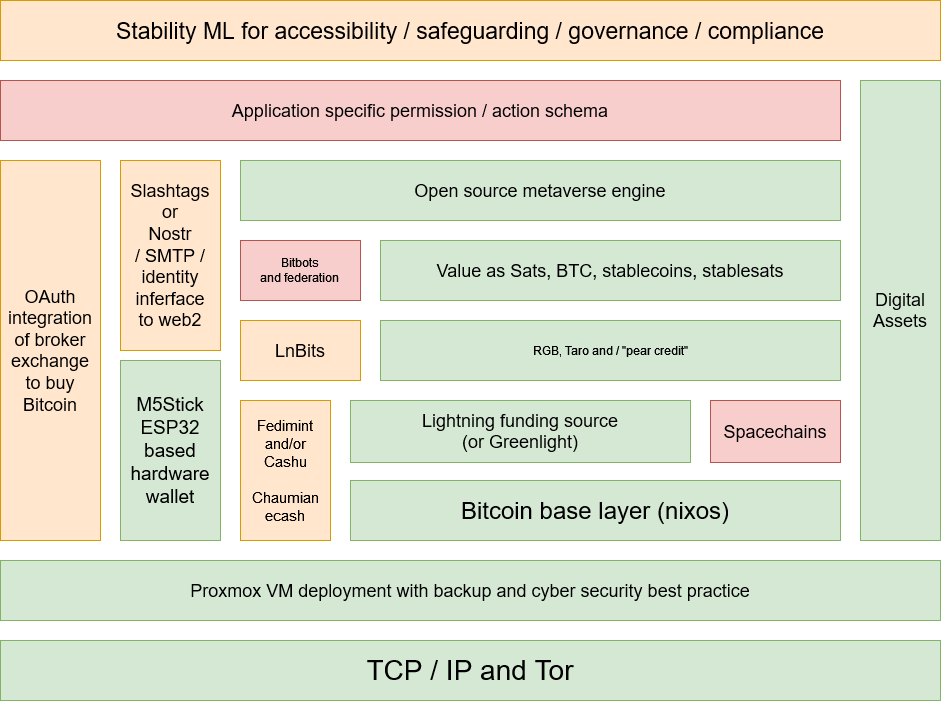 Stability ML for accessibility / safeguarding / governance / compliance
Application specific permission / action schema
Digital
Assets
OAuth
integration
of broker
exchange
to buy
Bitcoin
Slashtags
or
Nostr
/ SMTP /
identity
inferface
to web2
M5Stick
ESP32
based
hardware
wallet
Open source metaverse engine
Bitbots
and federation
Value as Sats, BTC, stablecoins, stablesats
LnBits
RGB, Taro and / "pear credit"
Fedimint
and/or
Cashu
Chaumian
ecash
Lightning funding source
(or Greenlight)
Spacechains
Bitcoin base layer (nixos)
Proxmox VM deployment with backup and cyber security best practice
TCP / IP and Tor